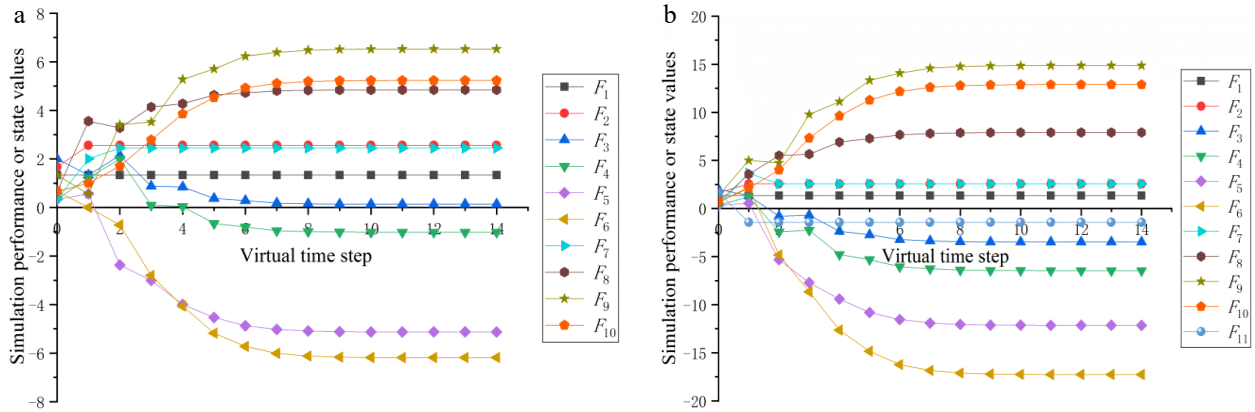 a
Simulation performance or state values
8
6
4
2
0
-2
-4
-6
-8
0 2 4 6 8 10 12 14 16
Virtual time step
F1
F2
F3
F4
F5
F6
F7
F8
F9
F10
b
Simulation performance or state values
20
15
10
5
0
-5
-10
-15
-20
0 2 4 6 8 10 12 14 16
Virtual time step
F1
F2
F3
F4
F5
F6
F7
F8
F9
F10
F11